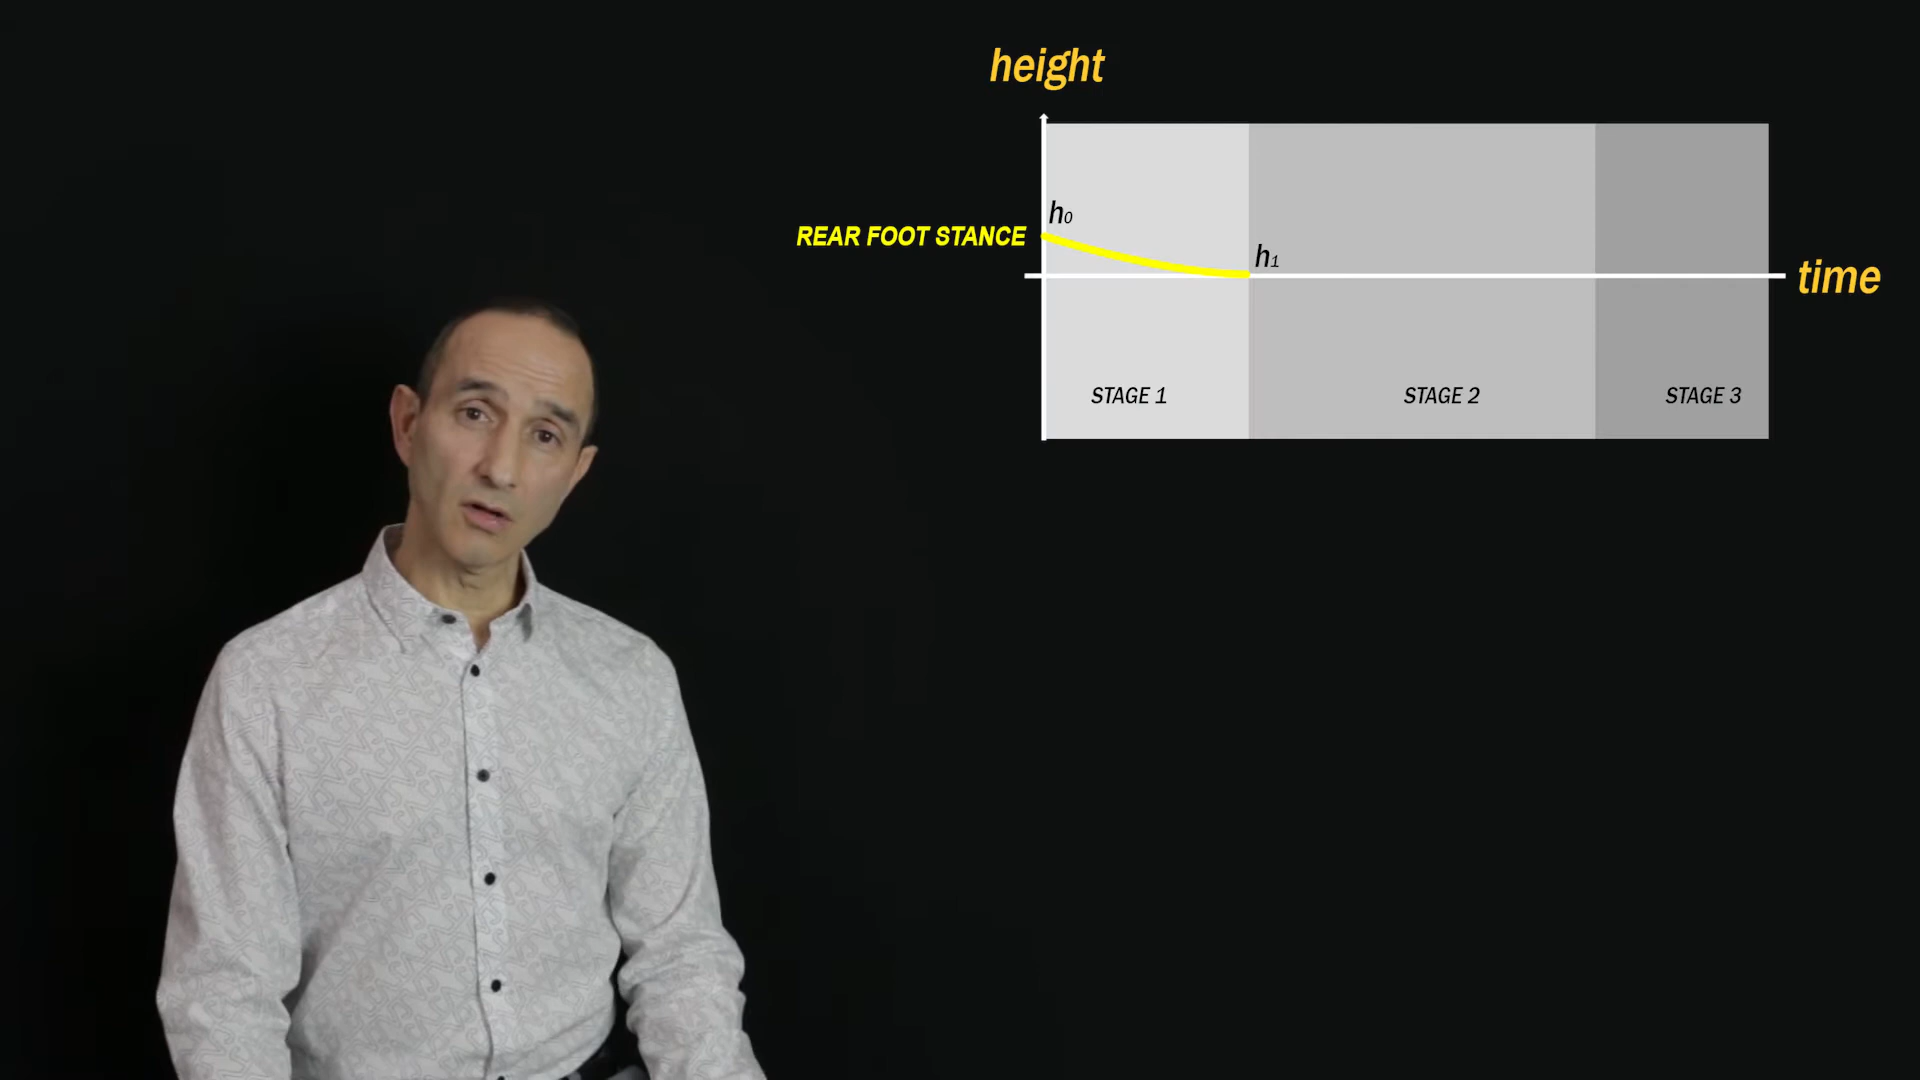 height
h₀
REAR FOOT STANCE
h₁
time
STAGE 1
STAGE 2
STAGE 3